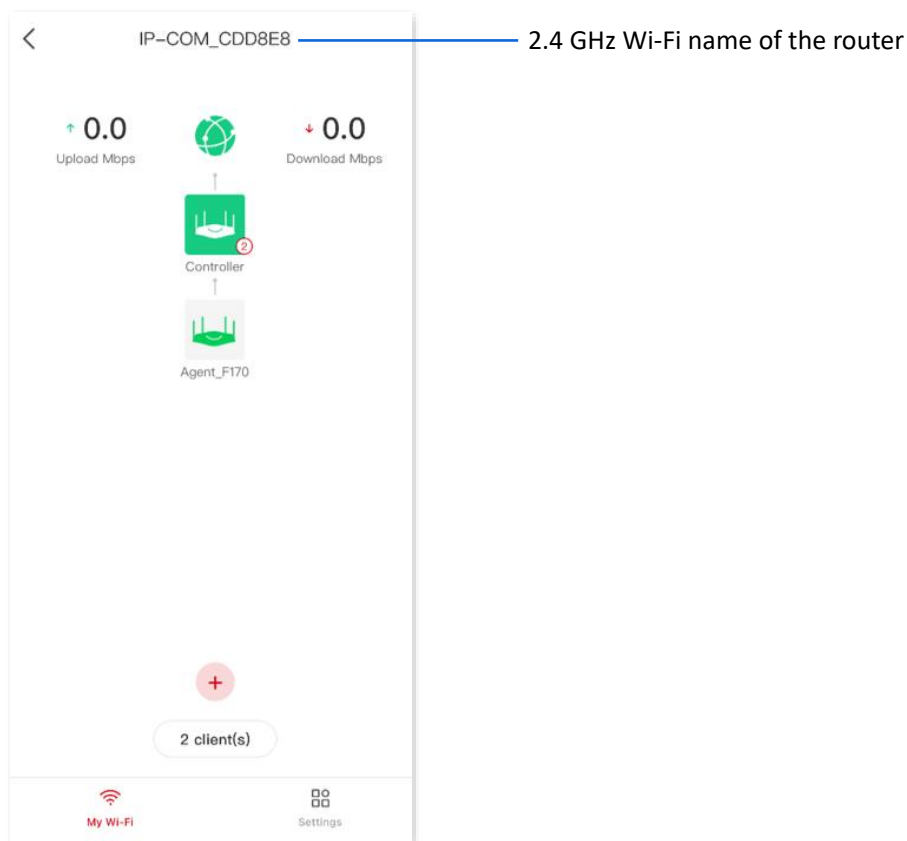 IP-COM_CDD8E8
2.4 GHz Wi-Fi name of the router
↑ 0.0
Upload Mbps
↓ 0.0
Download Mbps
2
Controller
Agent_F170
+
2 client(s)
My Wi-Fi
Settings